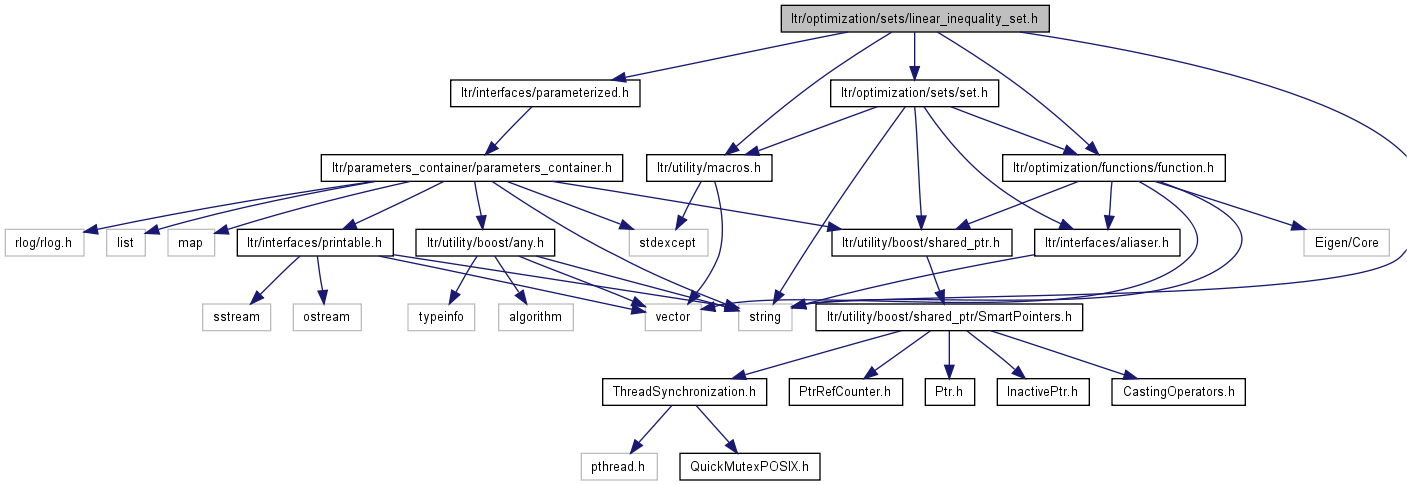 ltr/optimization/sets/linear_inequality_set.h
ltr/interfaces/parameterized.h
ltr/optimization/sets/set.h
ltr/parameters_container/parameters_container.h
ltr/utility/macros.h
ltr/optimization/functions/function.h
rlog/rlog.h
list
map
ltr/interfaces/printable.h
ltr/utility/boost/any.h
stdexcept
ltr/utility/boost/shared_ptr.h
ltr/interfaces/aliaser.h
Eigen/Core
sstream
ostream
typeinfo
algorithm
vector
string
ltr/utility/boost/shared_ptr/SmartPointers.h
ThreadSynchronization.h
PtrRefCounter.h
Ptr.h
InactivePtr.h
CastingOperators.h
pthread.h
QuickMutexPOSIX.h